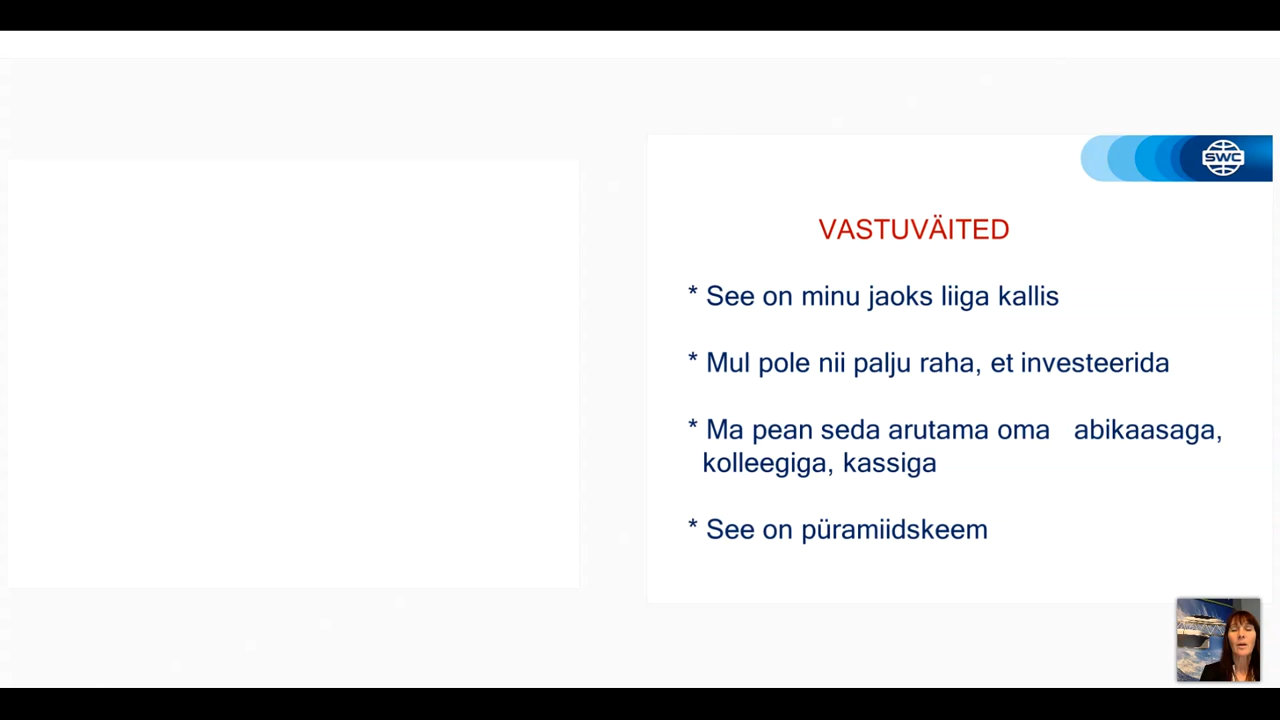 SWC
VASTUVÄITED
* See on minu jaoks liiga kallis
* Mul pole nii palju raha, et investeerida
* Ma pean seda arutama oma abikaasaga,
kolleegiga, kassiga
* See on püramiidskeem